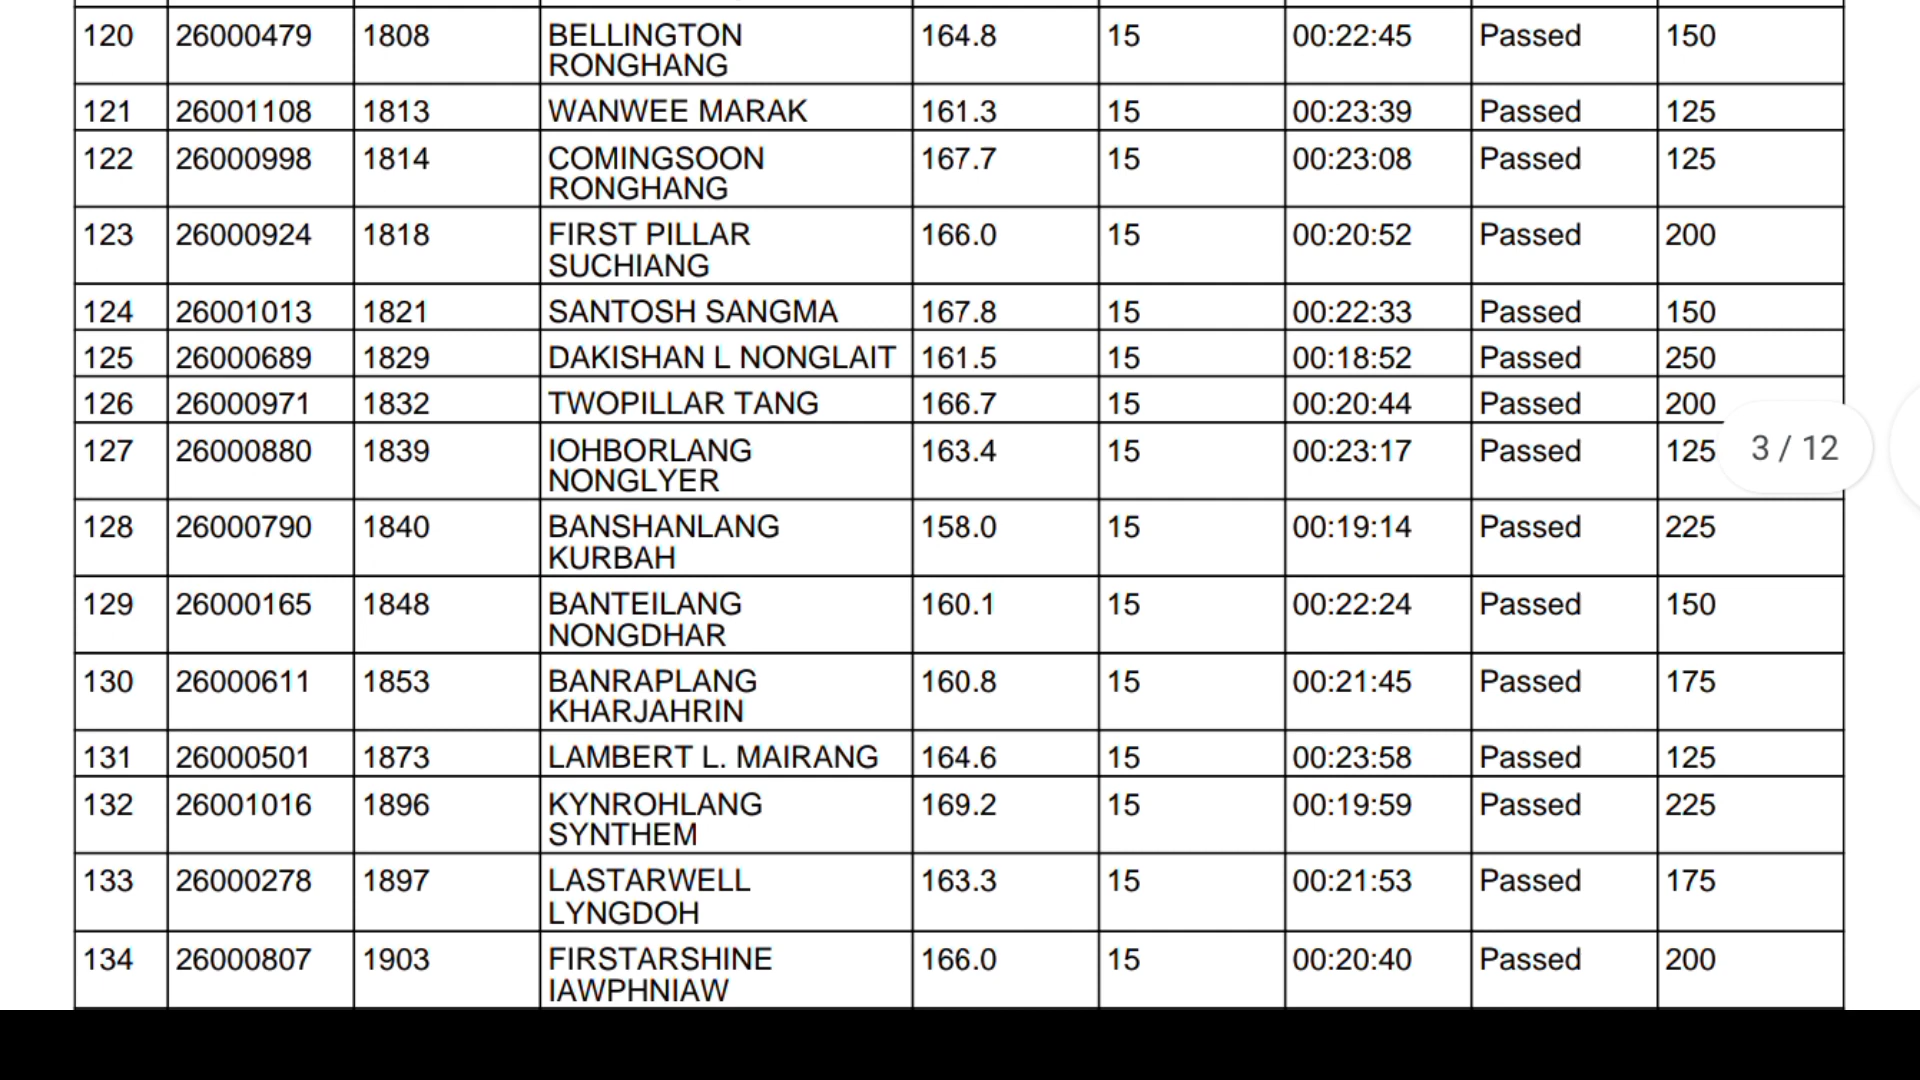 120 26000479 1808 BELLINGTON RONGHANG 164.8 15 00:22:45 Passed 150
121 26001108 1813 WANWEE MARAK 161.3 15 00:23:39 Passed 125
122 26000998 1814 COMINGSOON RONGHANG 167.7 15 00:23:08 Passed 125
123 26000924 1818 FIRST PILLAR SUCHIANG 166.0 15 00:20:52 Passed 200
124 26001013 1821 SANTOSH SANGMA 167.8 15 00:22:33 Passed 150
125 26000689 1829 DAKISHAN L NONGLAIT 161.5 15 00:18:52 Passed 250
126 26000971 1832 TWOPILLAR TANG 166.7 15 00:20:44 Passed 200
127 26000880 1839 IOHBORLANG NONGLYER 163.4 15 00:23:17 Passed 125
3 / 12
128 26000790 1840 BANSHANLANG KURBAH 158.0 15 00:19:14 Passed 225
129 26000165 1848 BANTEILANG NONGDHAR 160.1 15 00:22:24 Passed 150
130 26000611 1853 BANRAPLANG KHARJAHRIN 160.8 15 00:21:45 Passed 175
131 26000501 1873 LAMBERT L. MAIRANG 164.6 15 00:23:58 Passed 125
132 26001016 1896 KYNROHLANG SYNTHEM 169.2 15 00:19:59 Passed 225
133 26000278 1897 LASTARWELL LYNGDOH 163.3 15 00:21:53 Passed 175
134 26000807 1903 FIRSTARSHINE IAWPHNIAW 166.0 15 00:20:40 Passed 200